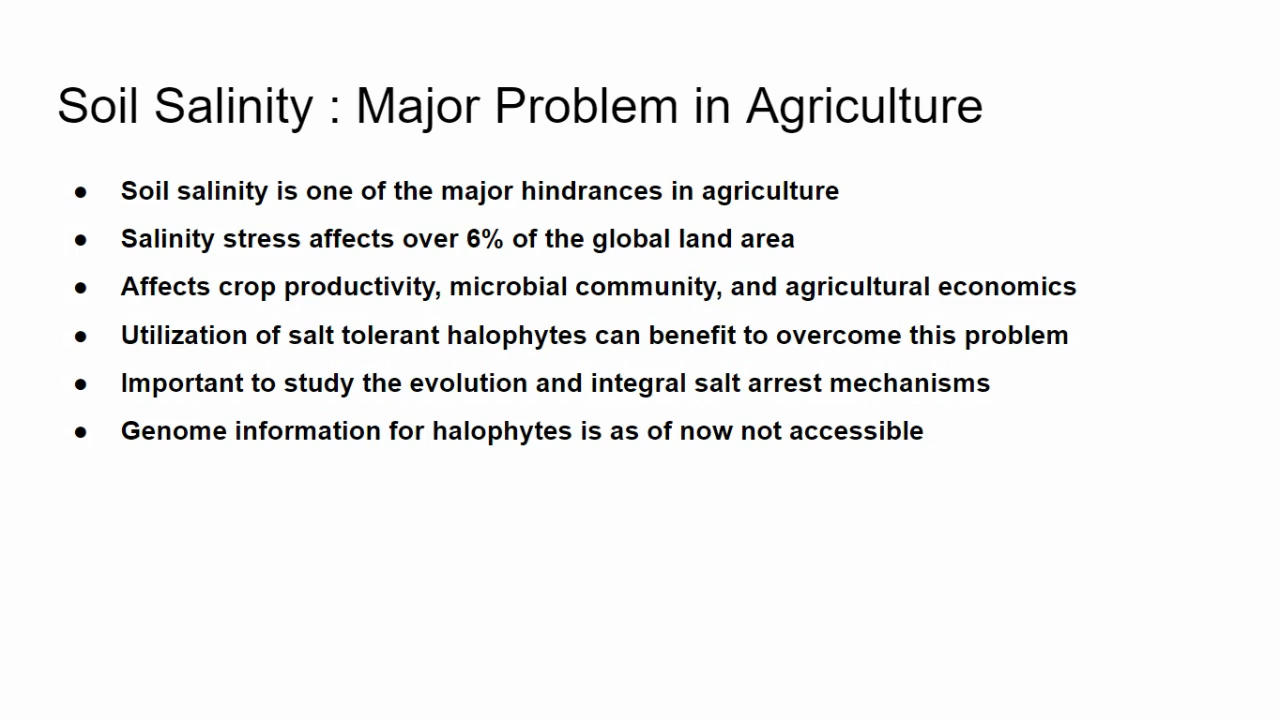 Soil Salinity : Major Problem in Agriculture
● Soil salinity is one of the major hindrances in agriculture
● Salinity stress affects over 6% of the global land area
● Affects crop productivity, microbial community, and agricultural economics
● Utilization of salt tolerant halophytes can benefit to overcome this problem
● Important to study the evolution and integral salt arrest mechanisms
● Genome information for halophytes is as of now not accessible